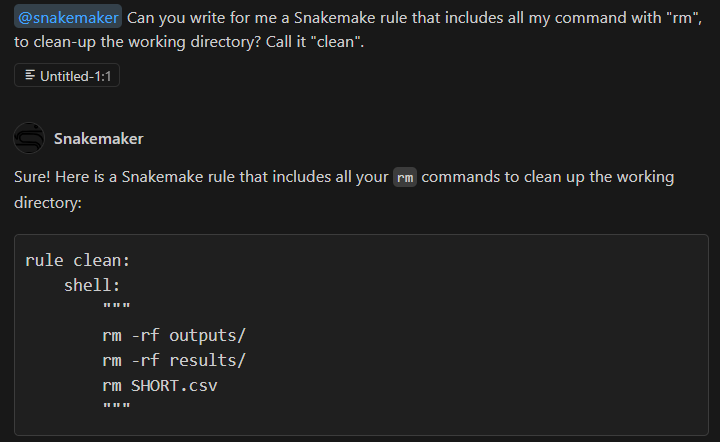 @snakemaker Can you write for me a Snakemake rule that includes all my command with "rm",
to clean-up the working directory? Call it "clean".
Untitled-1:1
Snakemaker
Sure! Here is a Snakemake rule that includes all your rm commands to clean up the working
directory:
rule clean:
    shell:
        """
        rm -rf outputs/
        rm -rf results/
        rm SHORT.csv
        """